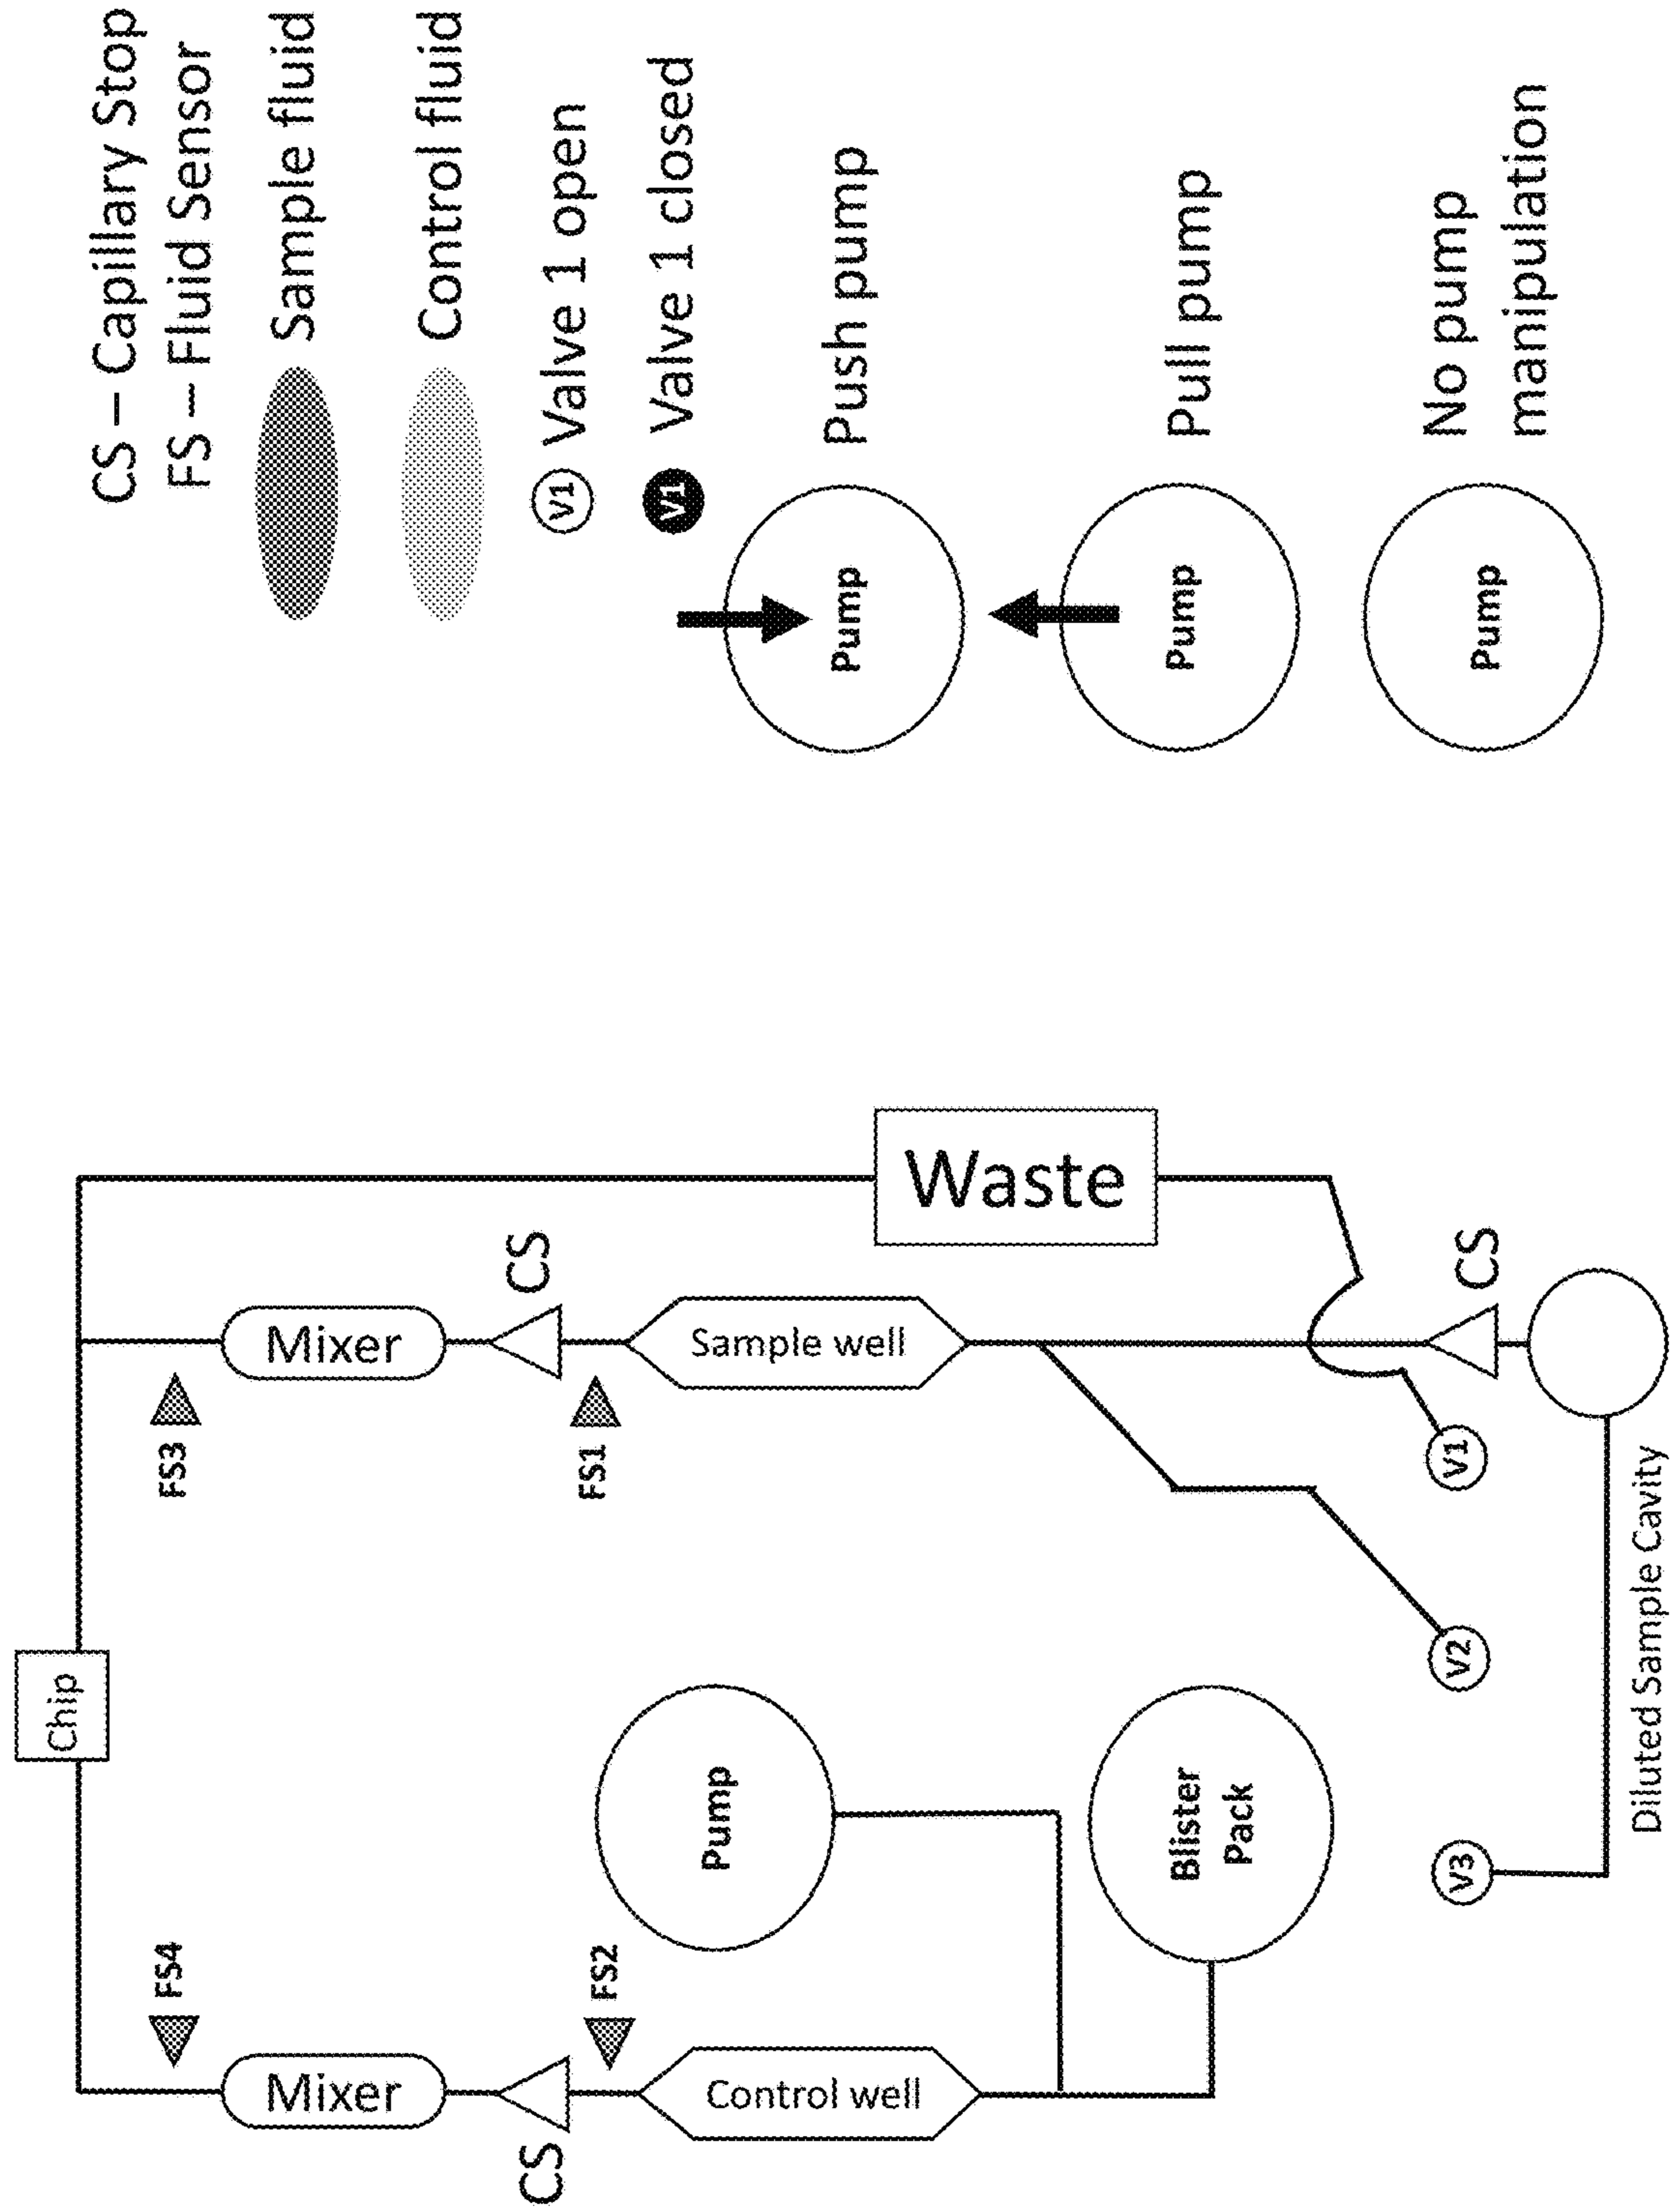 CS – Capillary Stop
FS – Fluid Sensor
Sample fluid
Control fluid
V1 Valve 1 open
V1 Valve 1 closed
Pump Push pump
Pump Pull pump
Pump No pump
manipulation
Chip
FS4
FS3
Mixer
Mixer
CS
CS
FS2
FS1
Control well
Pump
Sample well
Waste
Blister
Pack
V3
V2
V1
CS
Diluted Sample Cavity